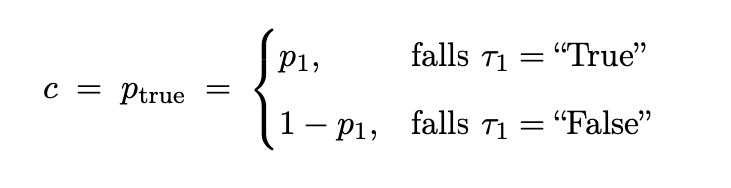 c = p_true = { p₁, falls τ₁ = “True”
1 − p₁, falls τ₁ = “False”